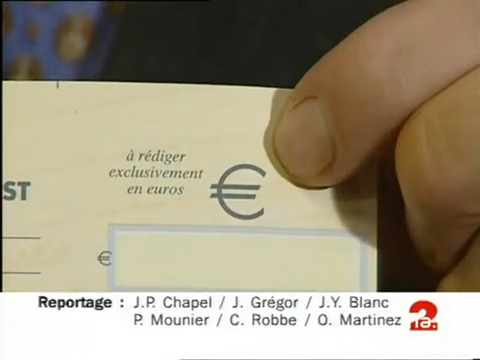 à rédiger
exclusivement
en euros
€
ST
€
Reportage : J.P. Chapel / J. Grégor / J.Y. Blanc
P. Mounier / C. Robbe / O. Martinez
2